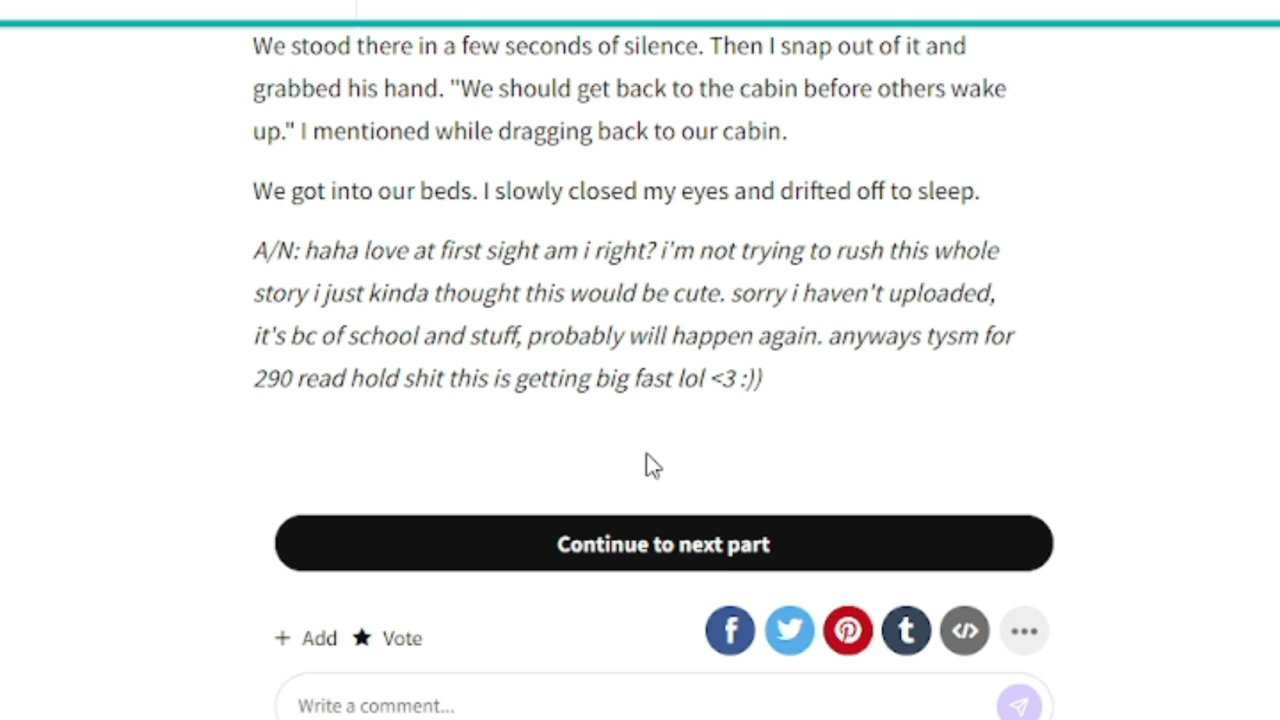 We stood there in a few seconds of silence. Then I snap out of it and
grabbed his hand. "We should get back to the cabin before others wake
up." I mentioned while dragging back to our cabin.
We got into our beds. I slowly closed my eyes and drifted off to sleep.
A/N: haha love at first sight am i right? i'm not trying to rush this whole
story i just kinda thought this would be cute. sorry i haven't uploaded,
it's bc of school and stuff, probably will happen again. anyways tysm for
290 read hold shit this is getting big fast lol <3 :))
Continue to next part
+ Add ★ Vote
Write a comment...